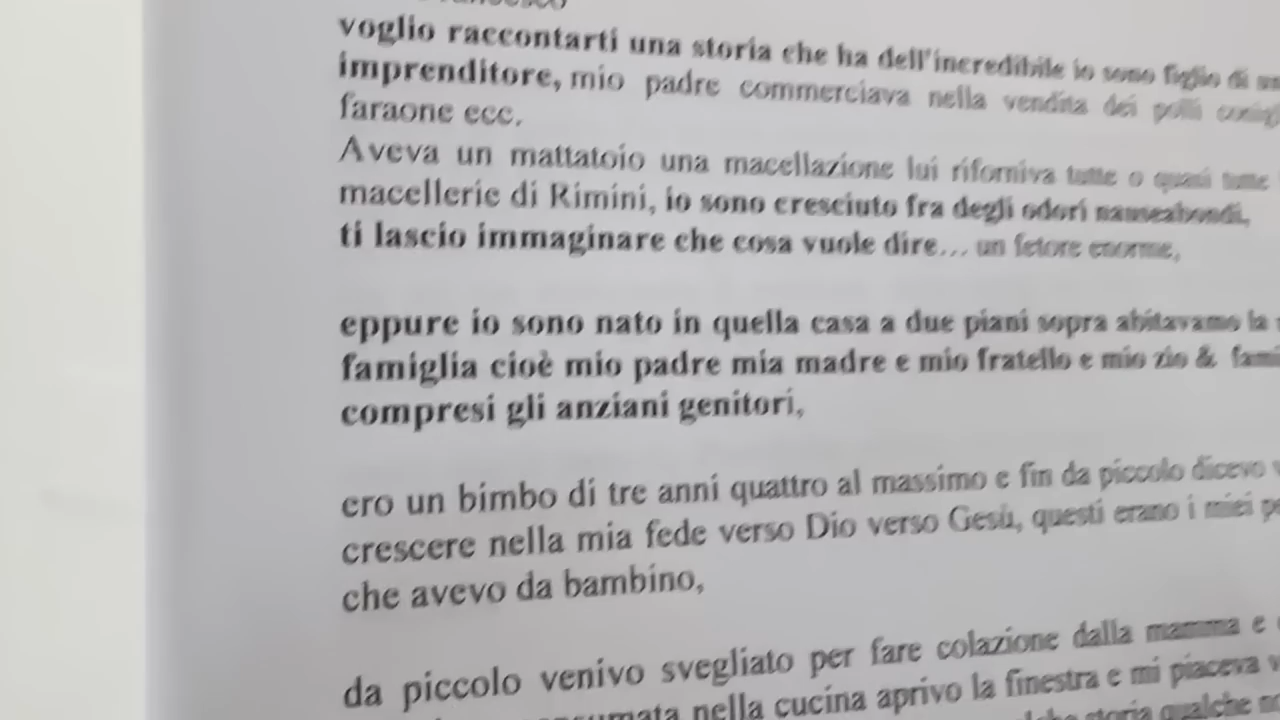 voglio raccontarti una storia che ha dell'incredibile io sono figlio di
imprenditore, mio padre commerciava nella vendita dei polli
faraone ecc.
Aveva un mattatoio una macellazione lui riforniva tutte o quasi tutte
macellerie di Rimini, io sono cresciuto fra degli odori nauseabondi,
ti lascio immaginare che cosa vuole dire... un fetore enorme,
eppure io sono nato in quella casa a due piani sopra abitavamo la
famiglia cioè mio padre mia madre e mio fratello e mio zio &
compresi gli anziani genitori,
ero un bimbo di tre anni quattro al massimo e fin da piccolo dicevo
crescere nella mia fede verso Dio verso Gesù, questi erano i miei
che avevo da bambino,
da piccolo venivo svegliato per fare colazione dalla mamma e
nella cucina aprivo la finestra e mi piaceva
storia qualche